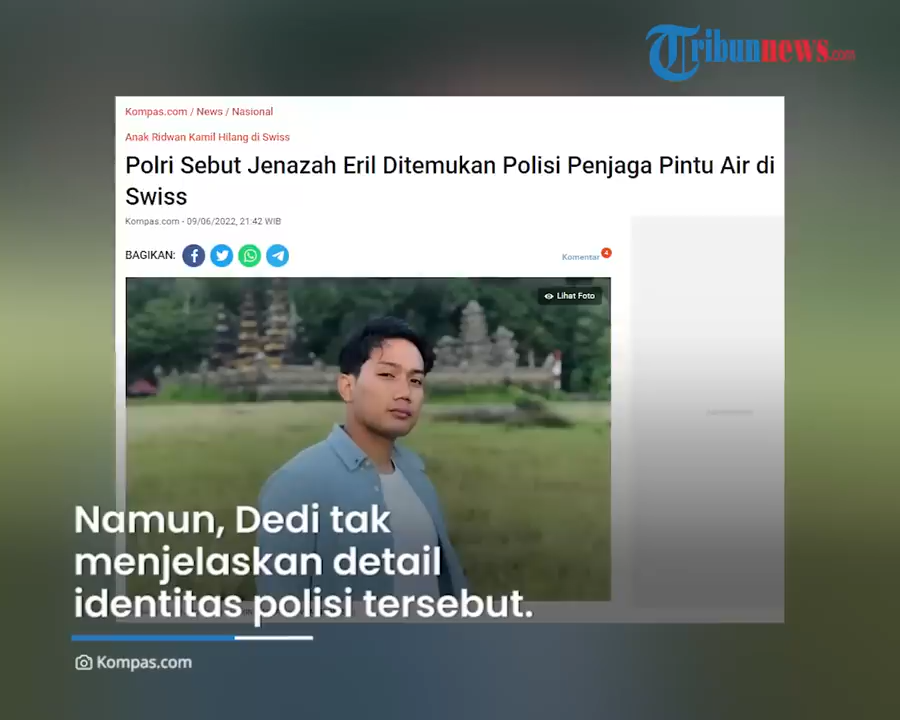 Tribunnews.com
Kompas.com / News / Nasional
Anak Ridwan Kamil Hilang di Swiss
Polri Sebut Jenazah Eril Ditemukan Polisi Penjaga Pintu Air di
Swiss
Kompas.com - 09/06/2022, 21:42 WIB
BAGIKAN:
Komentar 4
Lihat Foto
Namun, Dedi tak
menjelaskan detail
identitas polisi tersebut.
Kompas.com